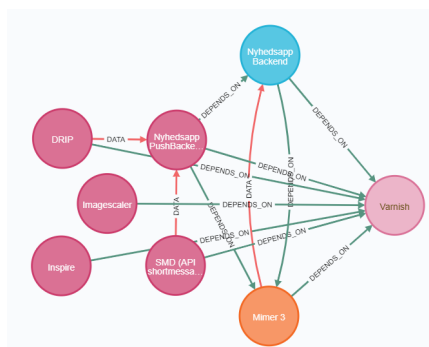 Nyhedsapp
Backend
DEPENDS_ON
DRIP
DATA
Nyhedsapp
PushBacke...
DEPENDS_ON
DEPENDS_ON
DEPENDS_ON
DATA
DEPENDS_ON
Imagescaler
DATA
DEPENDS_ON
DEPENDS_ON
Varnish
DEPENDS_ON
DEPENDS_ON
Inspire
SMD (API
shortmessa...
DEPENDS_ON
Mimer 3